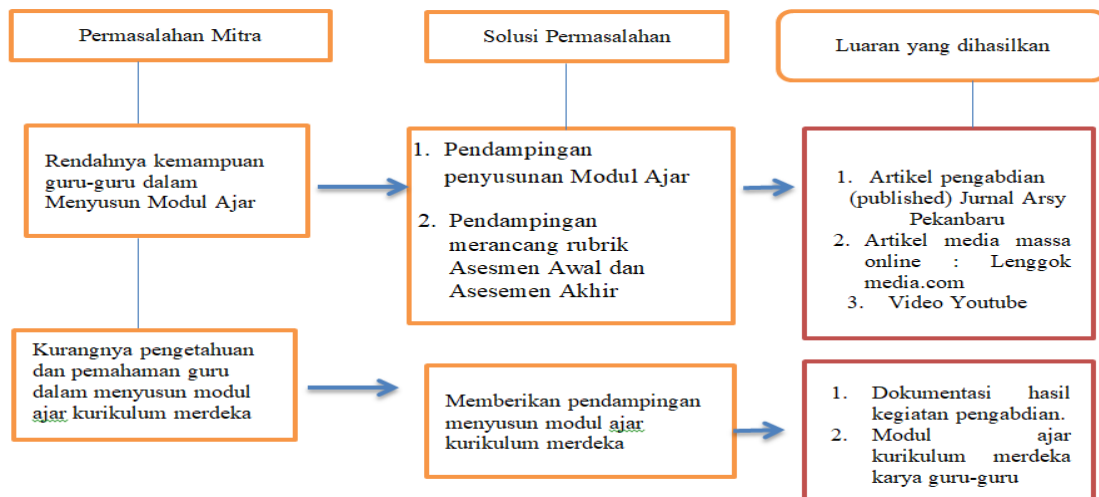 Permasalahan Mitra
Solusi Permasalahan
Luaran yang dihasilkan
Rendahnya kemampuan
guru-guru dalam
Menyusun Modul Ajar
1. Pendampingan
penyusunan Modul Ajar
2. Pendampingan
merancang rubrik
Asesmen Awal dan
Asesemen Akhir
1. Artikel pengabdian
(published) Jurnal Arsy
Pekanbaru
2. Artikel media massa
online : Lenggok
media.com
3. Video Youtube
Kurangnya pengetahuan
dan pemahaman guru
dalam menyusun modul
ajar kurikulum merdeka
Memberikan pendampingan
menyusun modul ajar
kurikulum merdeka
1. Dokumentasi hasil
kegiatan pengabdian.
2. Modul ajar
kurikulum merdeka
karya guru-guru